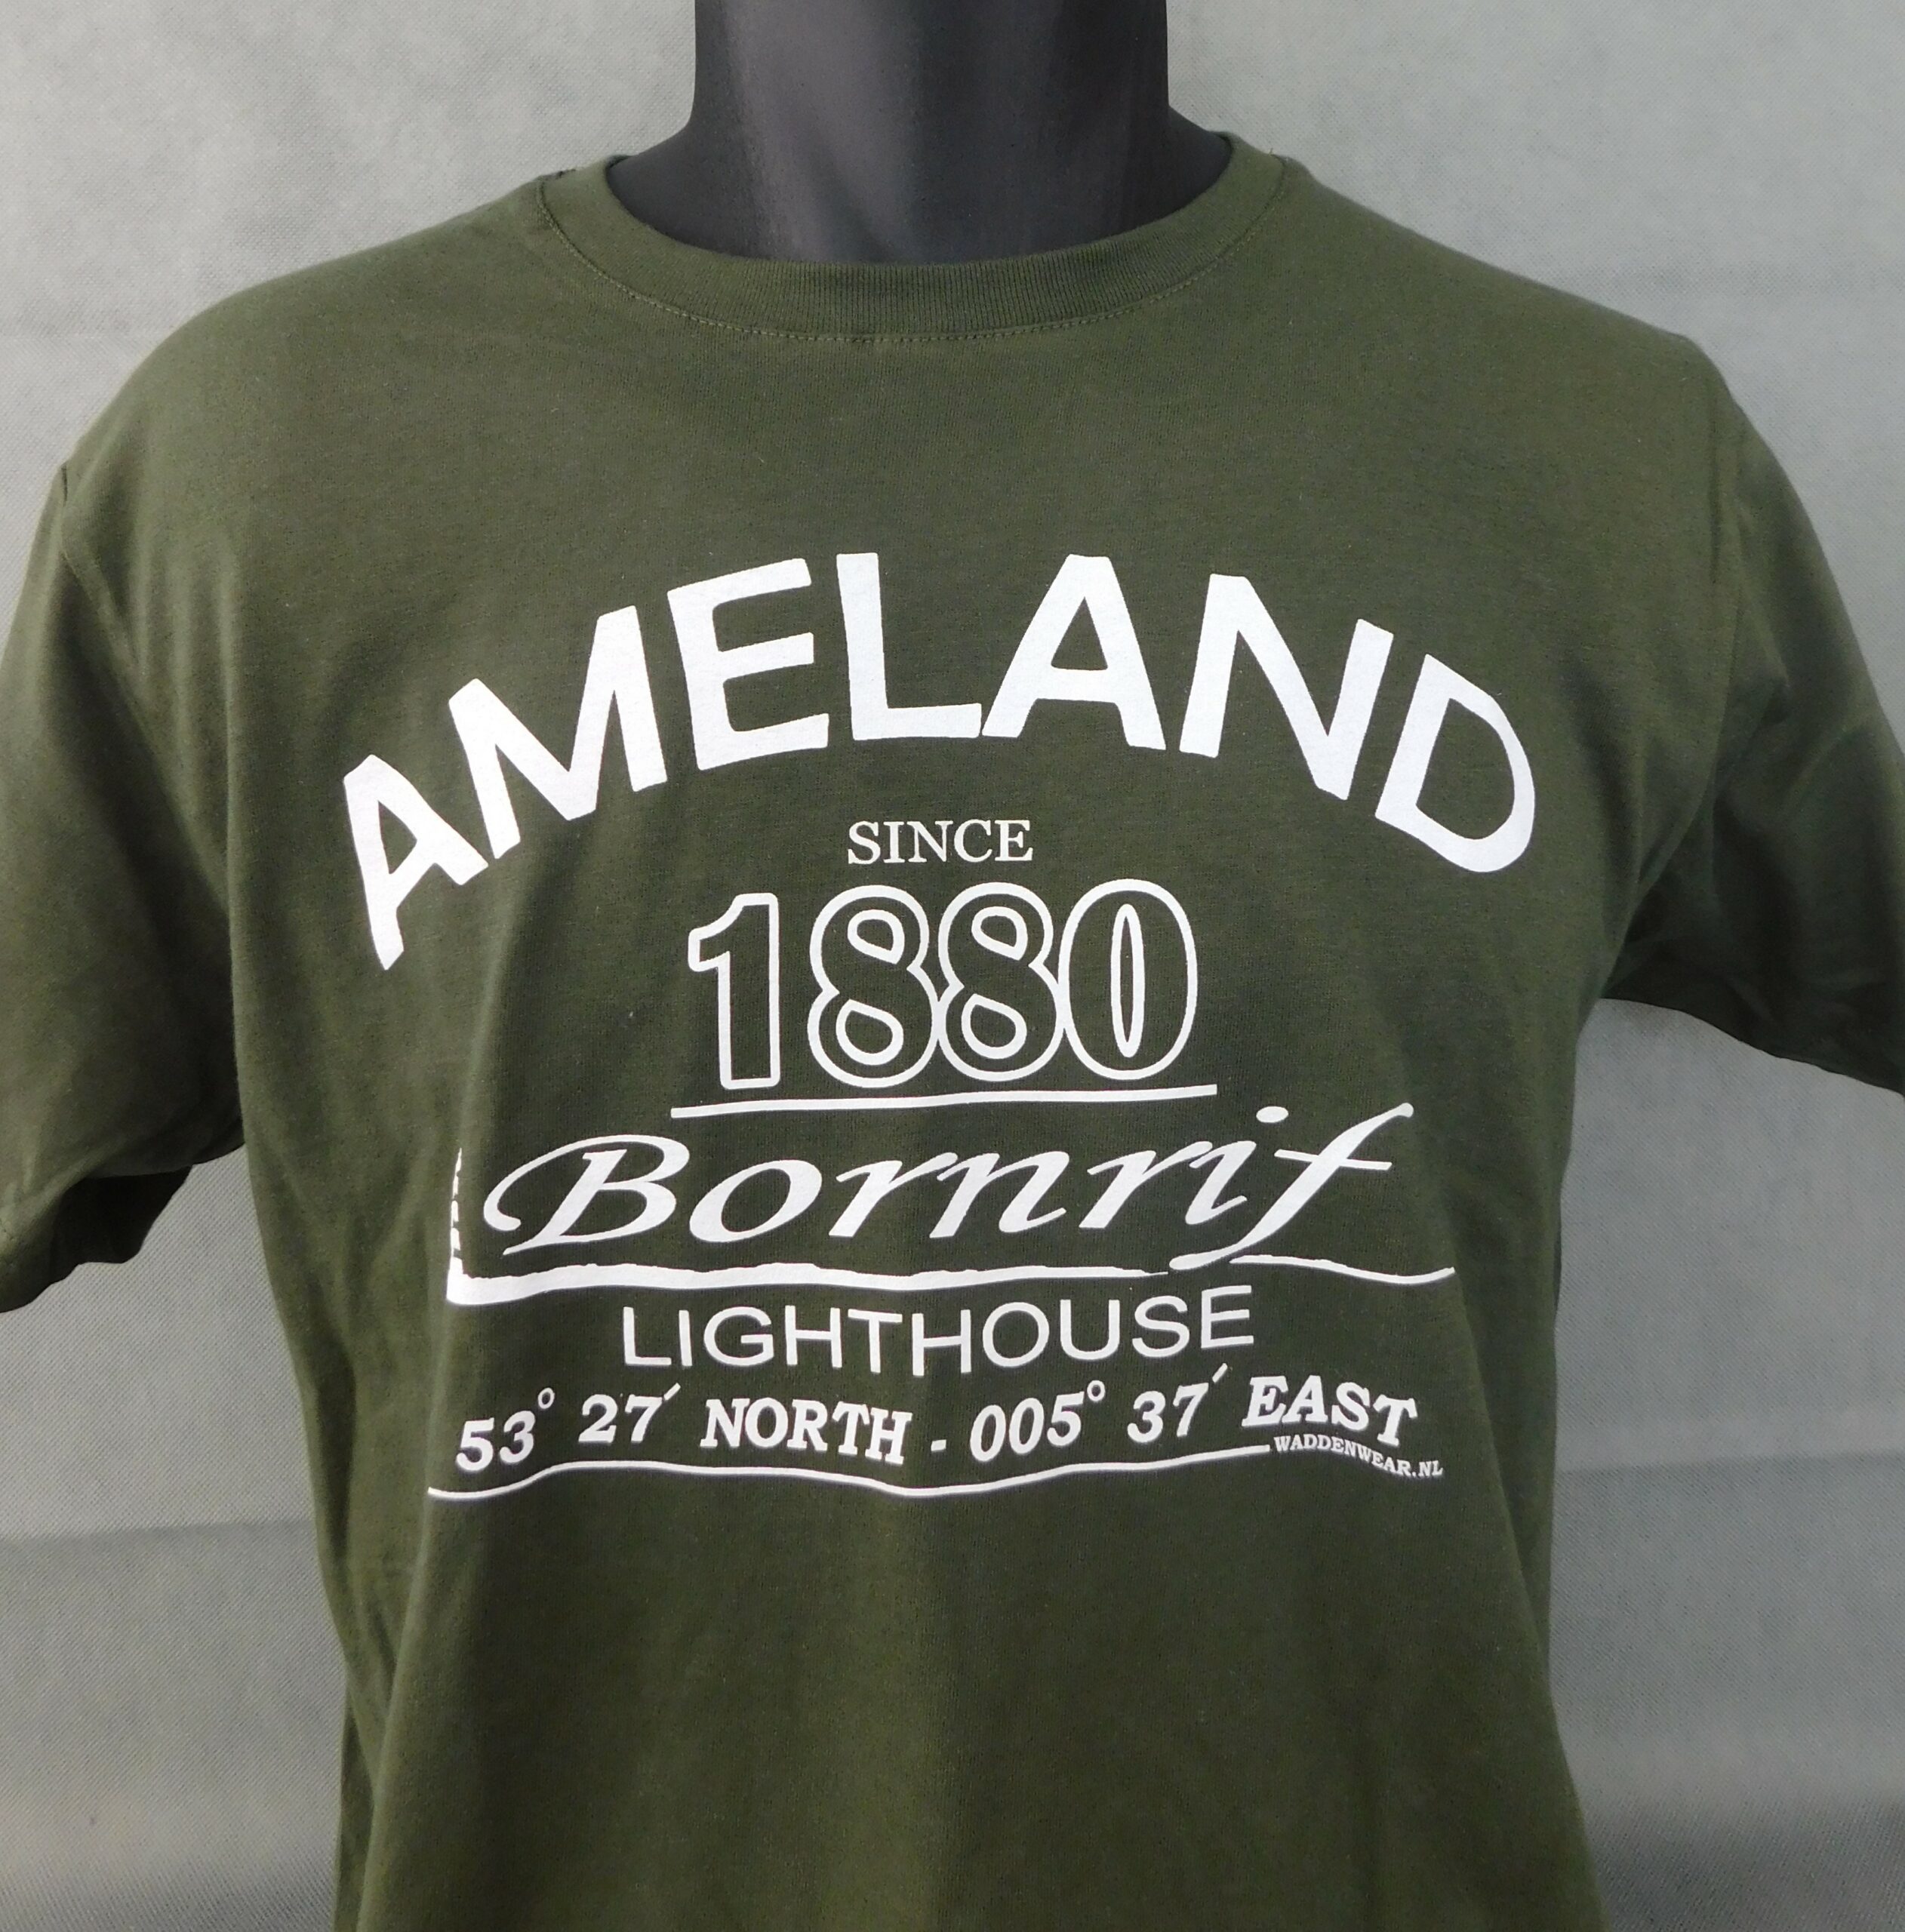 AMELAND
SINCE
1880
Bornrif
LIGHTHOUSE
53° 27′ NORTH - 005° 37′ EAST
WADDENWEAR.NL